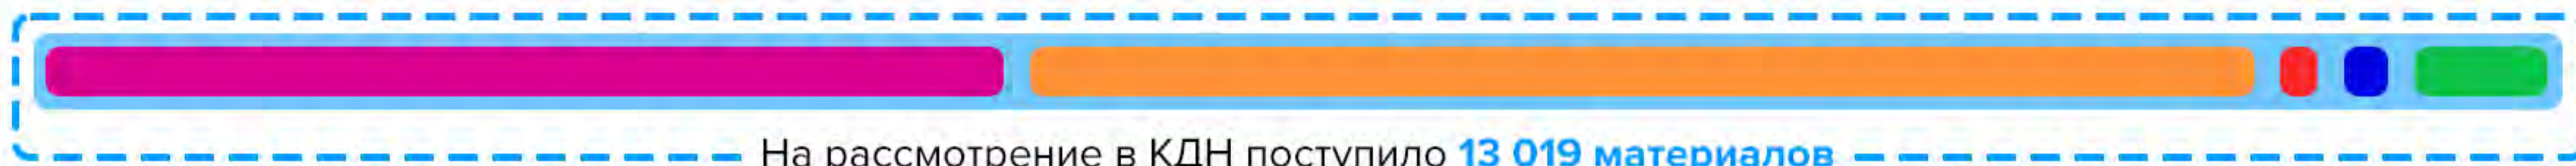 На рассмотрение в КДН поступило 13 019 материалов